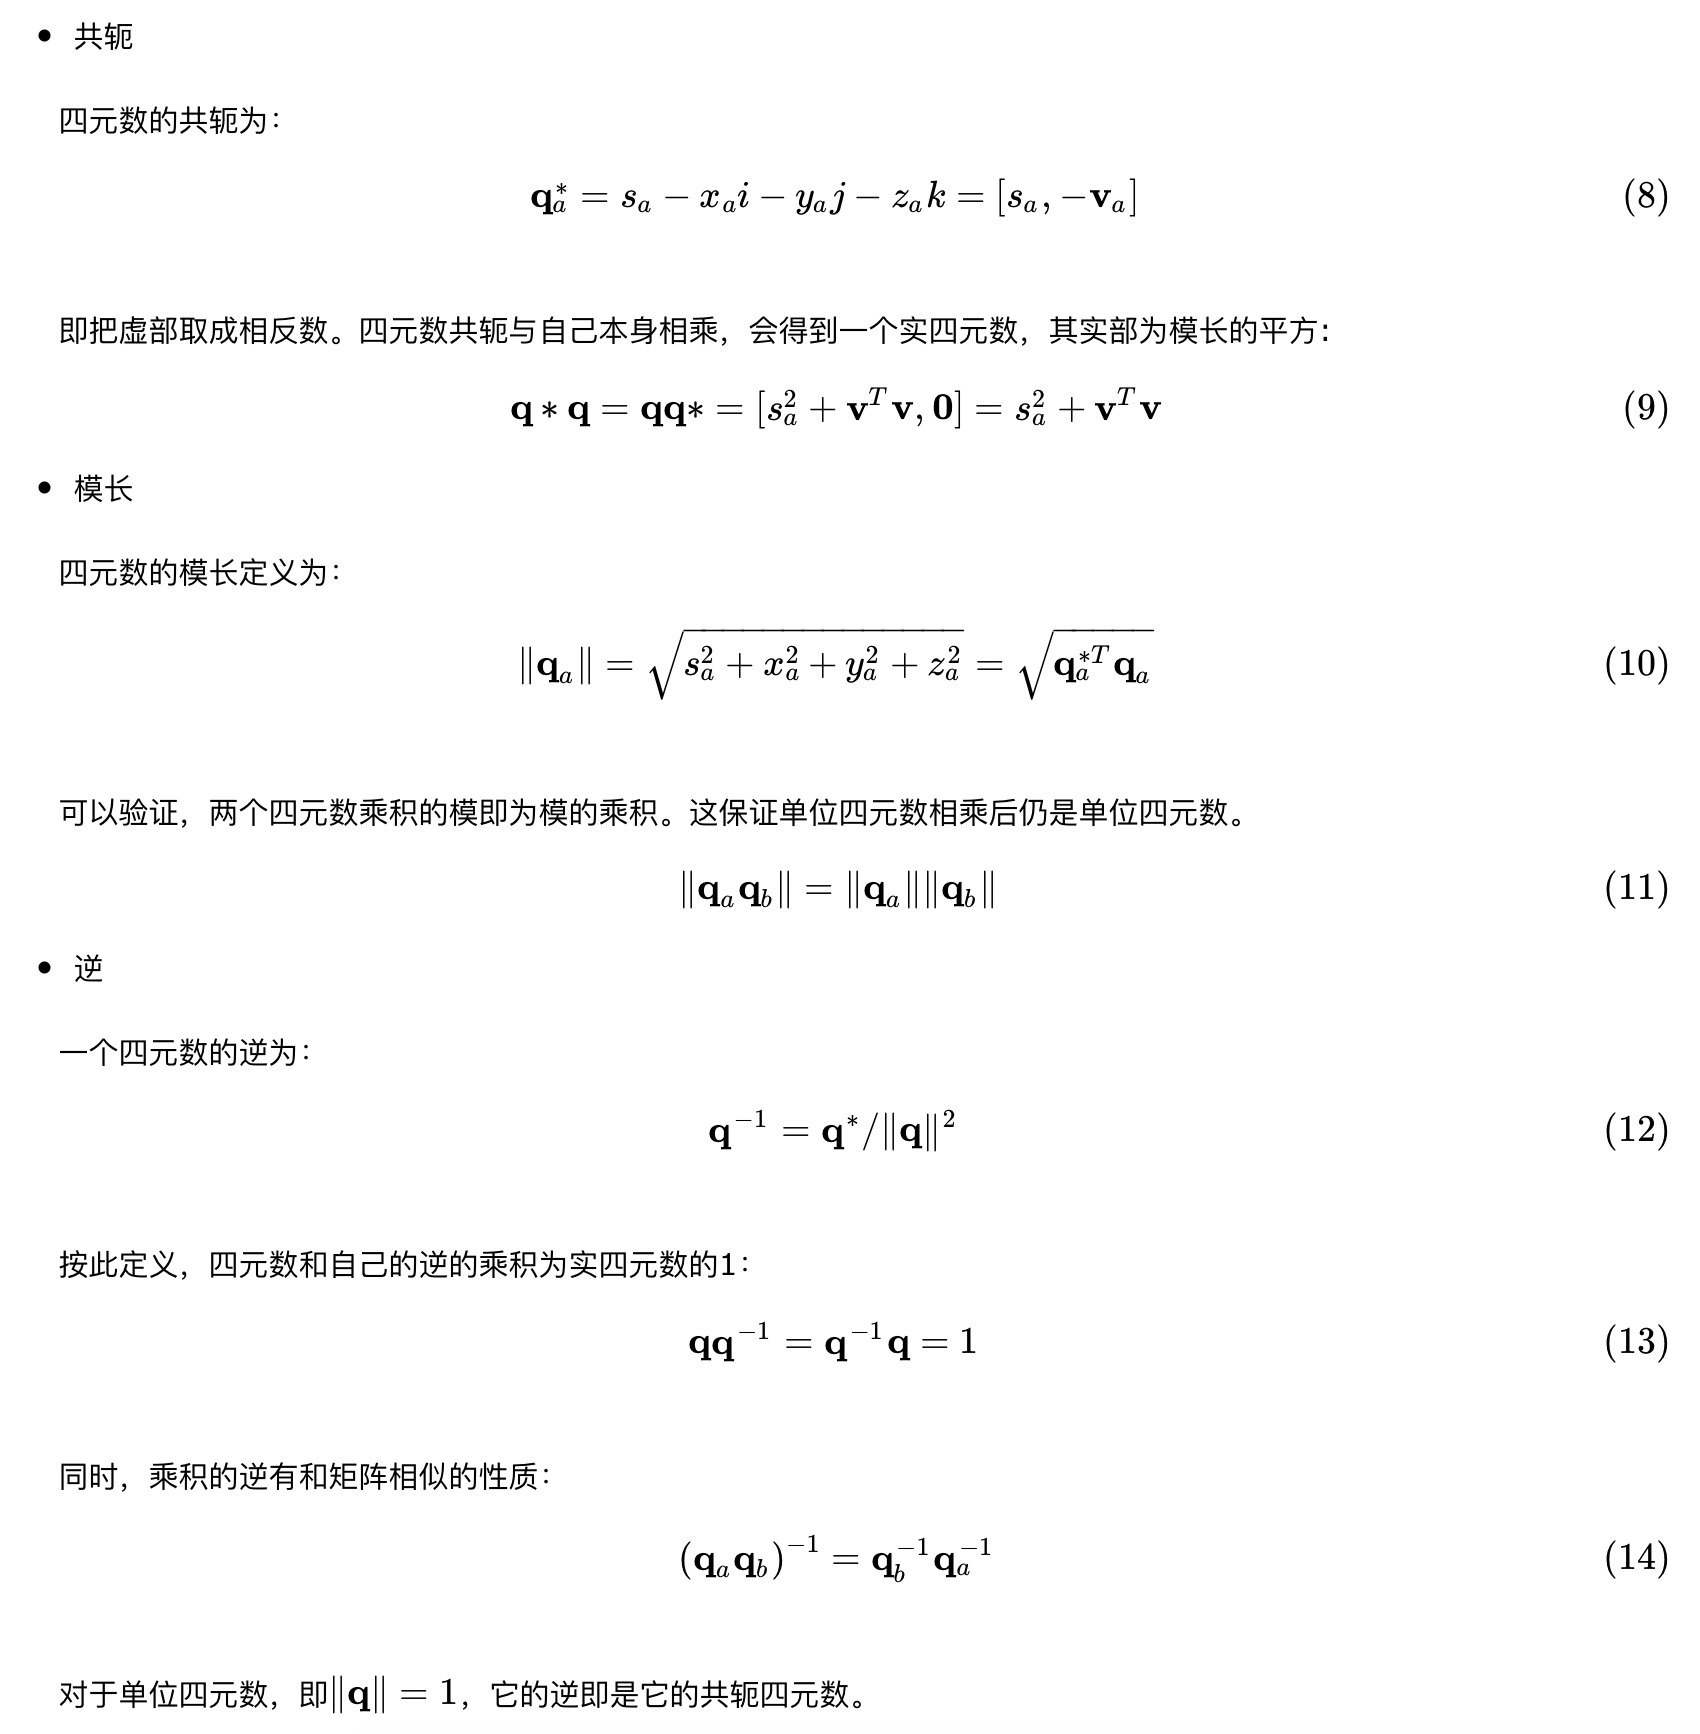 • 共轭
四元数的共轭为：
$\mathbf{q}_a^* = s_a - x_a i - y_a j - z_a k = [s_a, -\mathbf{v}_a]$ (8)
即把虚部取成相反数。四元数共轭与自己本身相乘，会得到一个实四元数，其实部为模长的平方：
$\mathbf{q} * \mathbf{q} = \mathbf{q}\mathbf{q}* = [s_a^2 + \mathbf{v}^T \mathbf{v}, \mathbf{0}] = s_a^2 + \mathbf{v}^T \mathbf{v}$ (9)
• 模长
四元数的模长定义为：
$\|\mathbf{q}_a\| = \sqrt{s_a^2 + x_a^2 + y_a^2 + z_a^2} = \sqrt{\mathbf{q}_a^{*T} \mathbf{q}_a}$ (10)
可以验证，两个四元数乘积的模即为模的乘积。这保证单位四元数相乘后仍是单位四元数。
$\|\mathbf{q}_a \mathbf{q}_b\| = \|\mathbf{q}_a\| \|\mathbf{q}_b\|$ (11)
• 逆
一个四元数的逆为：
$\mathbf{q}^{-1} = \mathbf{q}^* / \|\mathbf{q}\|^2$ (12)
按此定义，四元数和自己的逆的乘积为实四元数的1：
$\mathbf{q}\mathbf{q}^{-1} = \mathbf{q}^{-1}\mathbf{q} = 1$ (13)
同时，乘积的逆有和矩阵相似的性质：
$(\mathbf{q}_a \mathbf{q}_b)^{-1} = \mathbf{q}_b^{-1} \mathbf{q}_a^{-1}$ (14)
对于单位四元数，即$\|\mathbf{q}\| = 1$，它的逆即是它的共轭四元数。